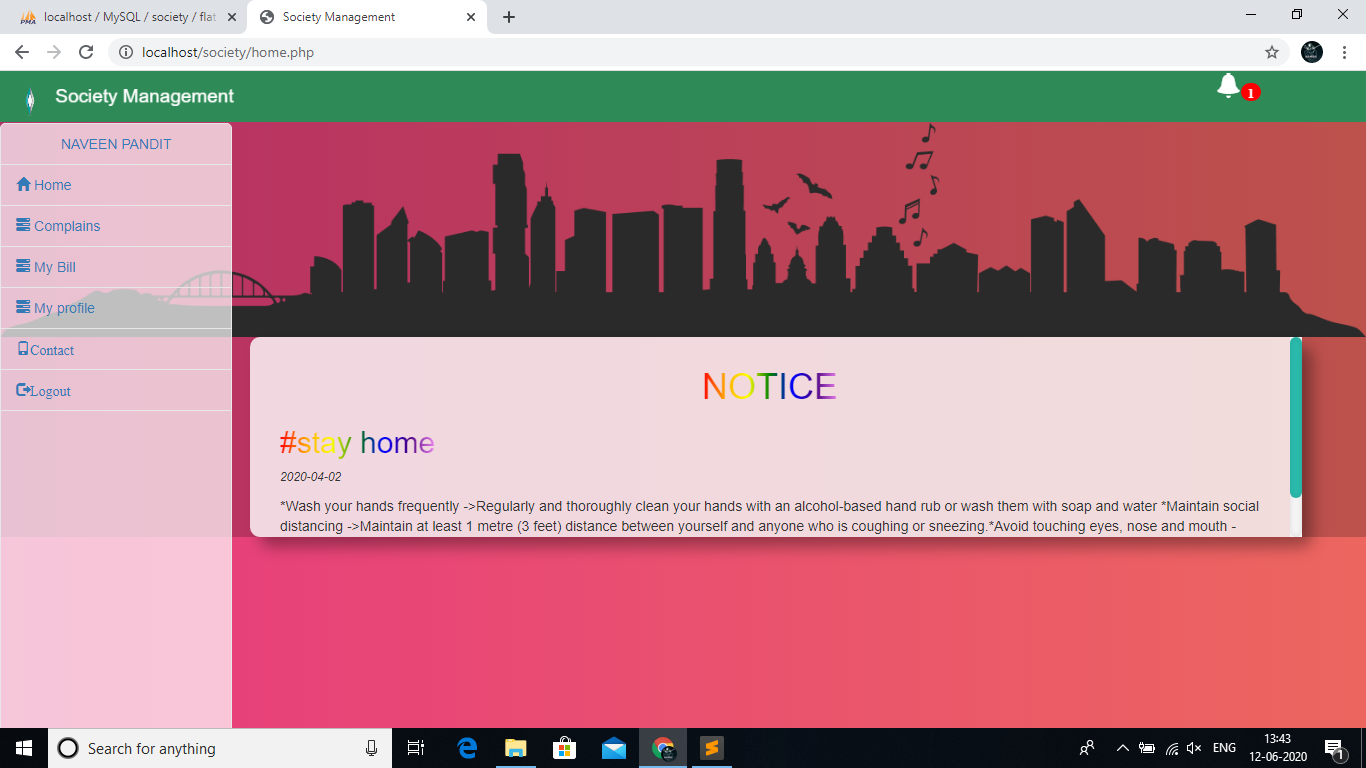 localhost / MySQL / society / flat
Society Management
localhost/society/home.php
Society Management
1
NAVEEN PANDIT
Home
Complains
My Bill
My profile
Contact
Logout
NOTICE
#stay home
2020-04-02
*Wash your hands frequently ->Regularly and thoroughly clean your hands with an alcohol-based hand rub or wash them with soap and water *Maintain social
distancing ->Maintain at least 1 metre (3 feet) distance between yourself and anyone who is coughing or sneezing.*Avoid touching eyes, nose and mouth -
Search for anything
ENG
13:43
12-06-2020
1